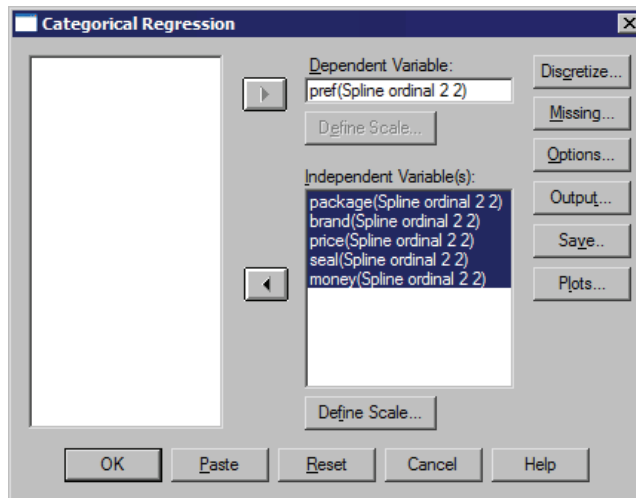 Categorical Regression
Dependent Variable:
pref(Spline ordinal 2 2)
Define Scale...
Independent Variable(s):
package(Spline ordinal 2 2)
brand(Spline ordinal 2 2)
price(Spline ordinal 2 2)
seal(Spline ordinal 2 2)
money(Spline ordinal 2 2)
Define Scale...
Discretize...
Missing...
Options...
Output...
Save..
Plots...
OK
Paste
Reset
Cancel
Help